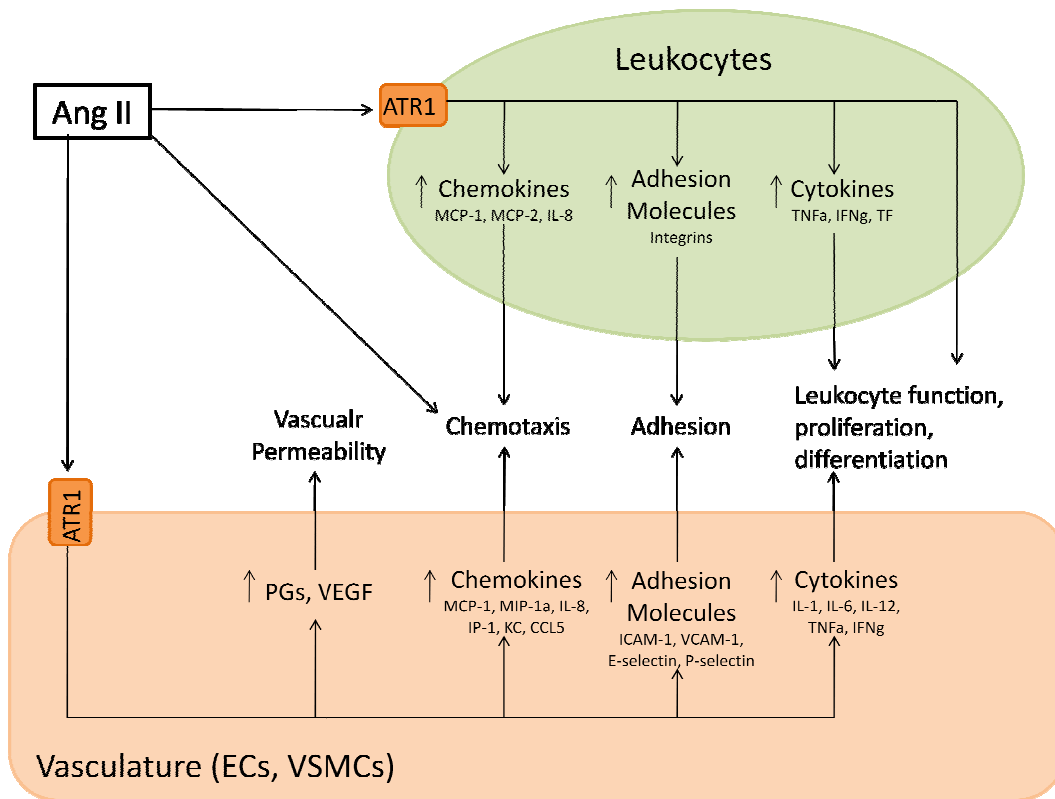 Leukocytes
Ang II
ATR1
Chemokines
MCP-1, MCP-2, IL-8
Adhesion
Molecules
Integrins
Cytokines
TNFa, IFNg, TF
Vascualr
Permeability
Chemotaxis
Adhesion
Leukocyte function,
proliferation,
differentiation
ATR1
PGs, VEGF
Chemokines
MCP-1, MIP-1a, IL-8,
IP-1, KC, CCL5
Adhesion
Molecules
ICAM-1, VCAM-1,
E-selectin, P-selectin
Cytokines
IL-1, IL-6, IL-12,
TNFa, IFNg
Vasculature (ECs, VSMCs)